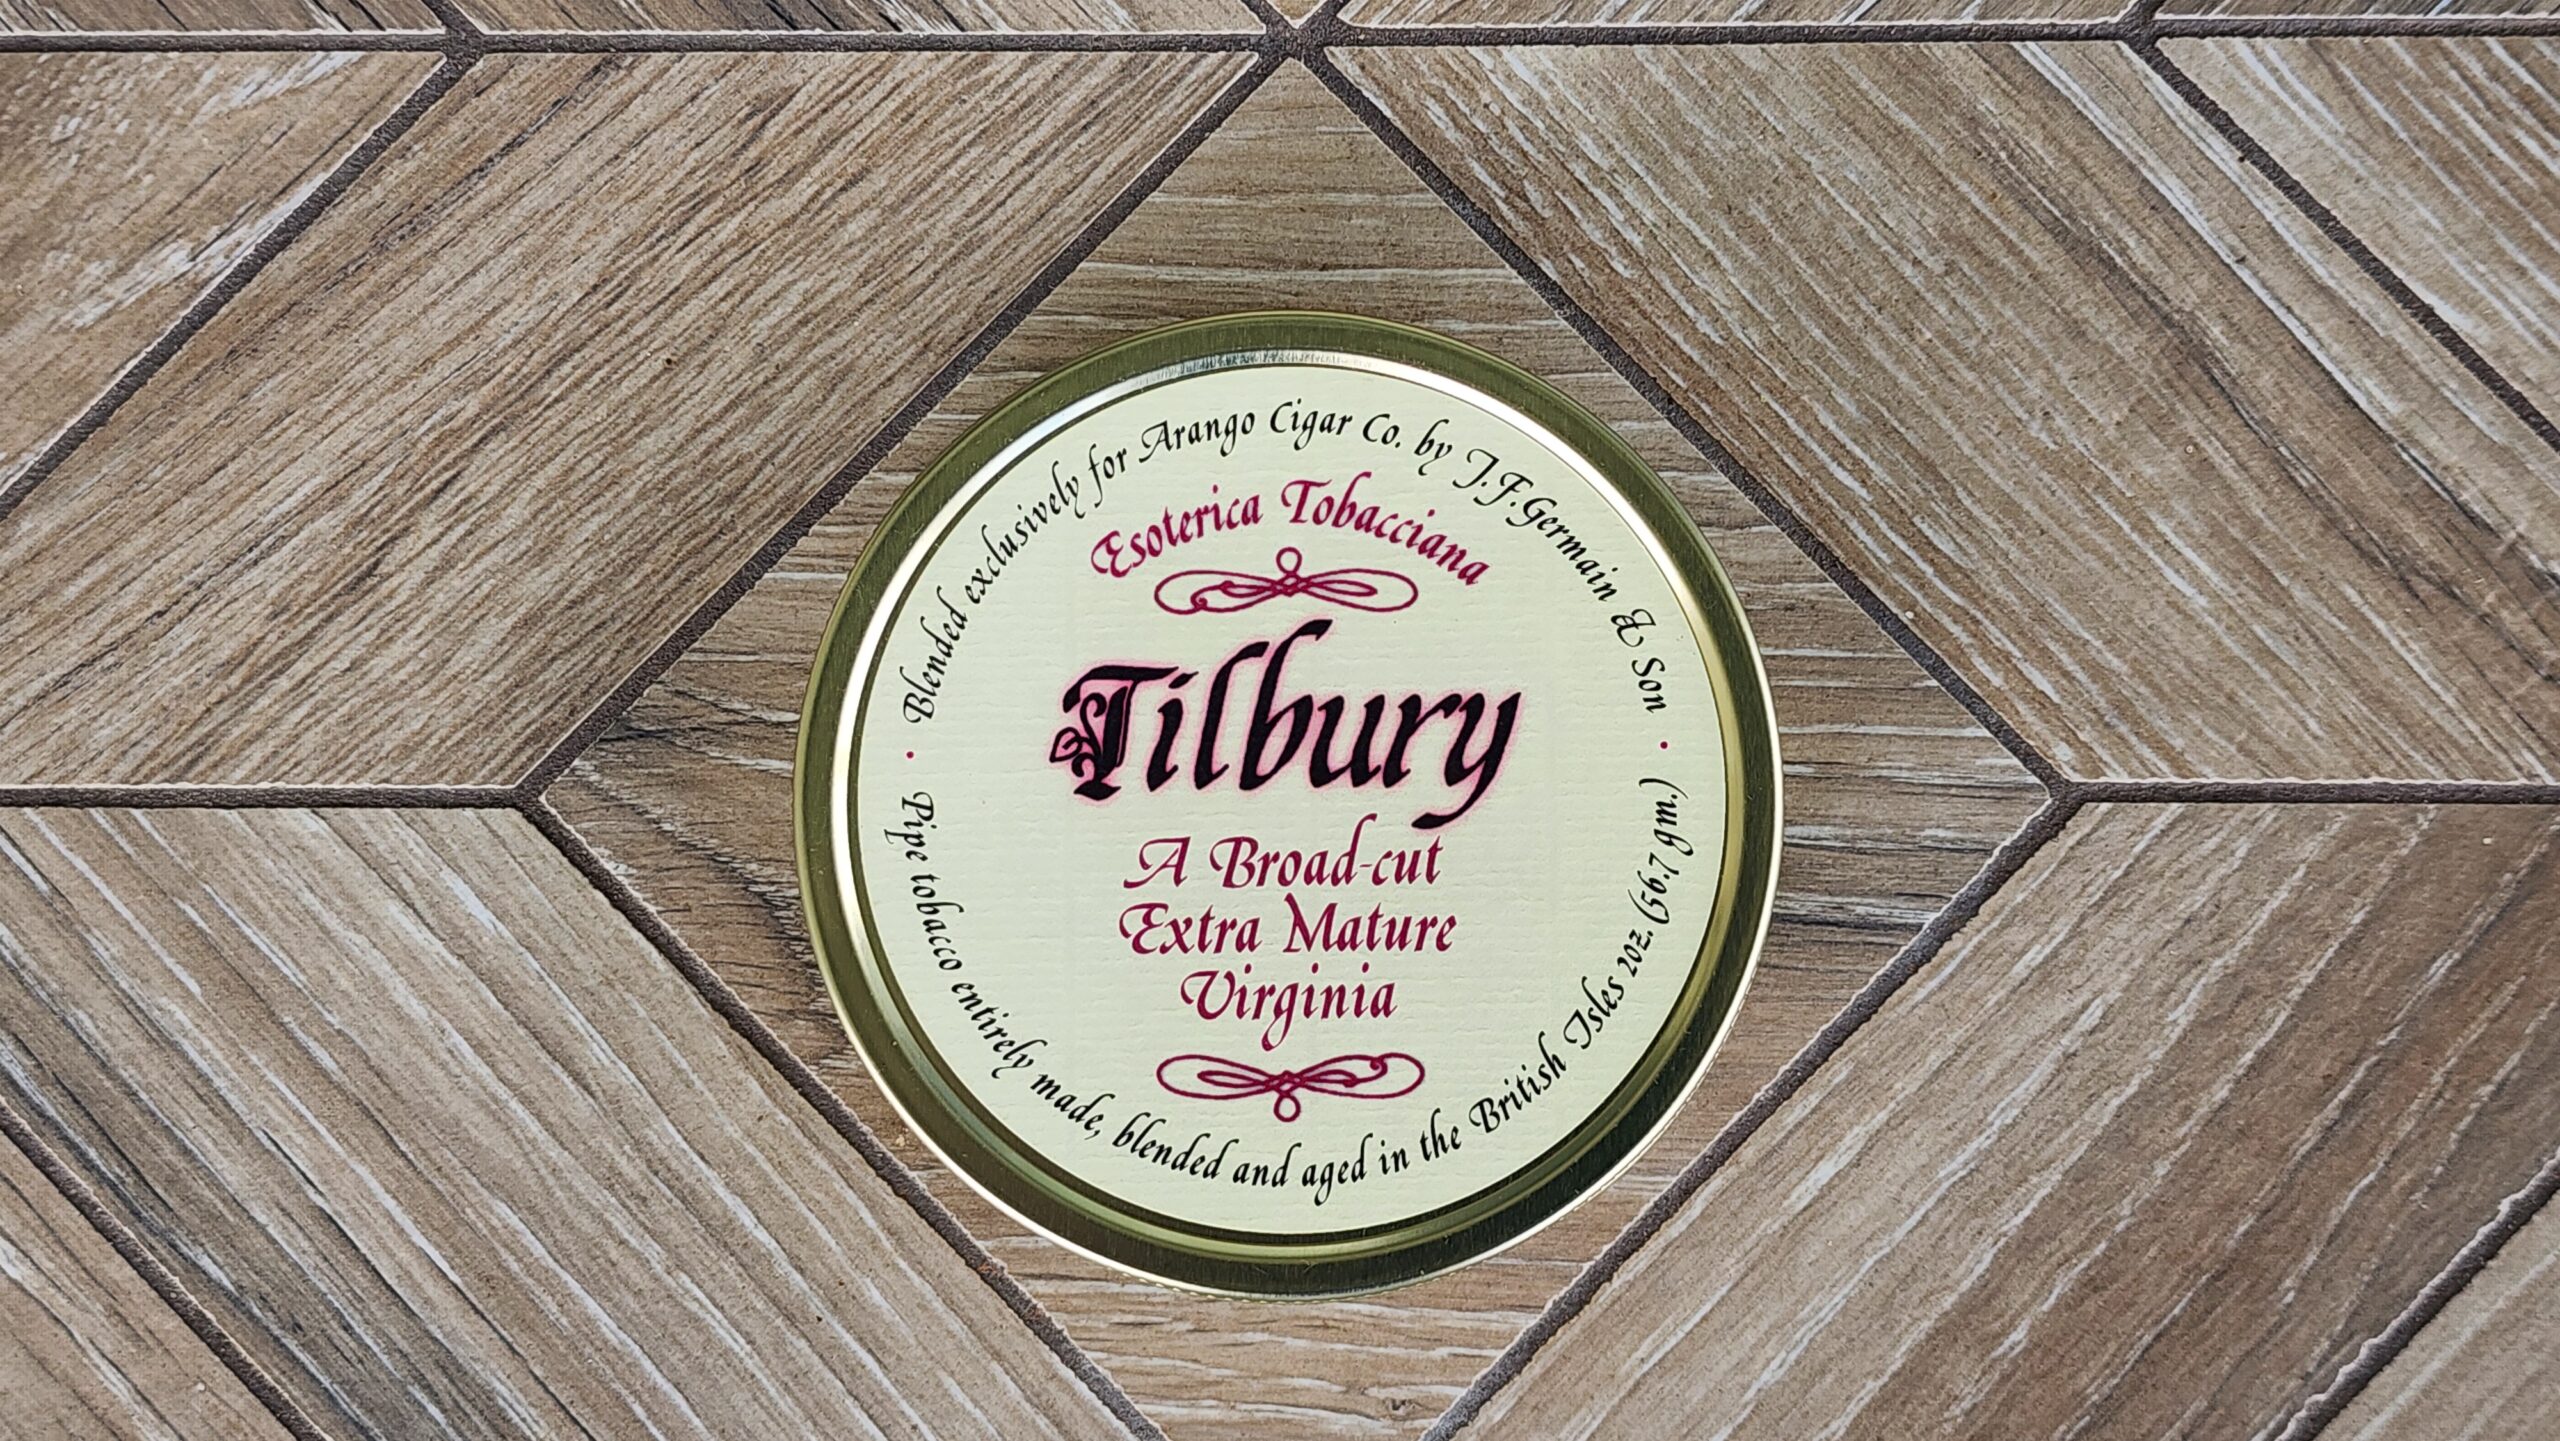 Blended exclusively for Arango Cigar Co. by J.F.Germain & Son
Esoterica Tobacciana
Tilbury
A Broad-cut
Extra Mature
Virginia
Pipe tobacco entirely made, blended and aged in the British Isles 2oz. (56.7 gm.)